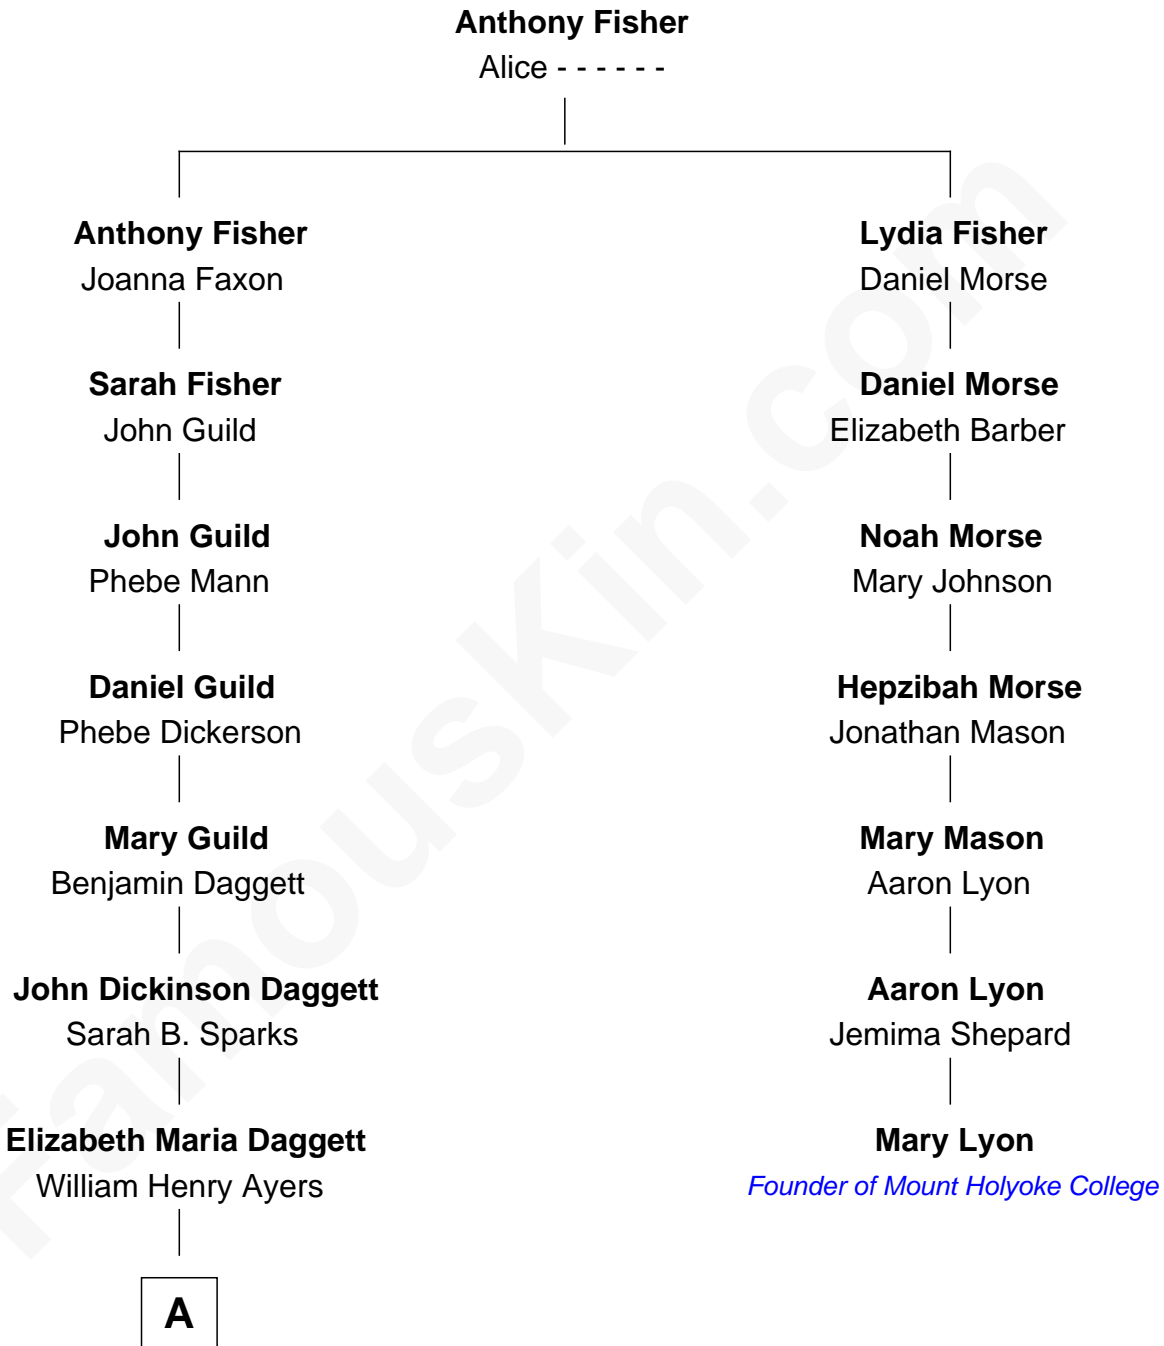 Anthony Fisher
Alice - - - - - -
Anthony Fisher
Joanna Faxon
Lydia Fisher
Daniel Morse
Sarah Fisher
John Guild
Daniel Morse
Elizabeth Barber
John Guild
Phebe Mann
Noah Morse
Mary Johnson
Daniel Guild
Phebe Dickerson
Hepzibah Morse
Jonathan Mason
Mary Guild
Benjamin Daggett
Mary Mason
Aaron Lyon
John Dickinson Daggett
Sarah B. Sparks
Aaron Lyon
Jemima Shepard
Elizabeth Maria Daggett
William Henry Ayers
Mary Lyon
Founder of Mount Holyoke College
A
FamousKin.com